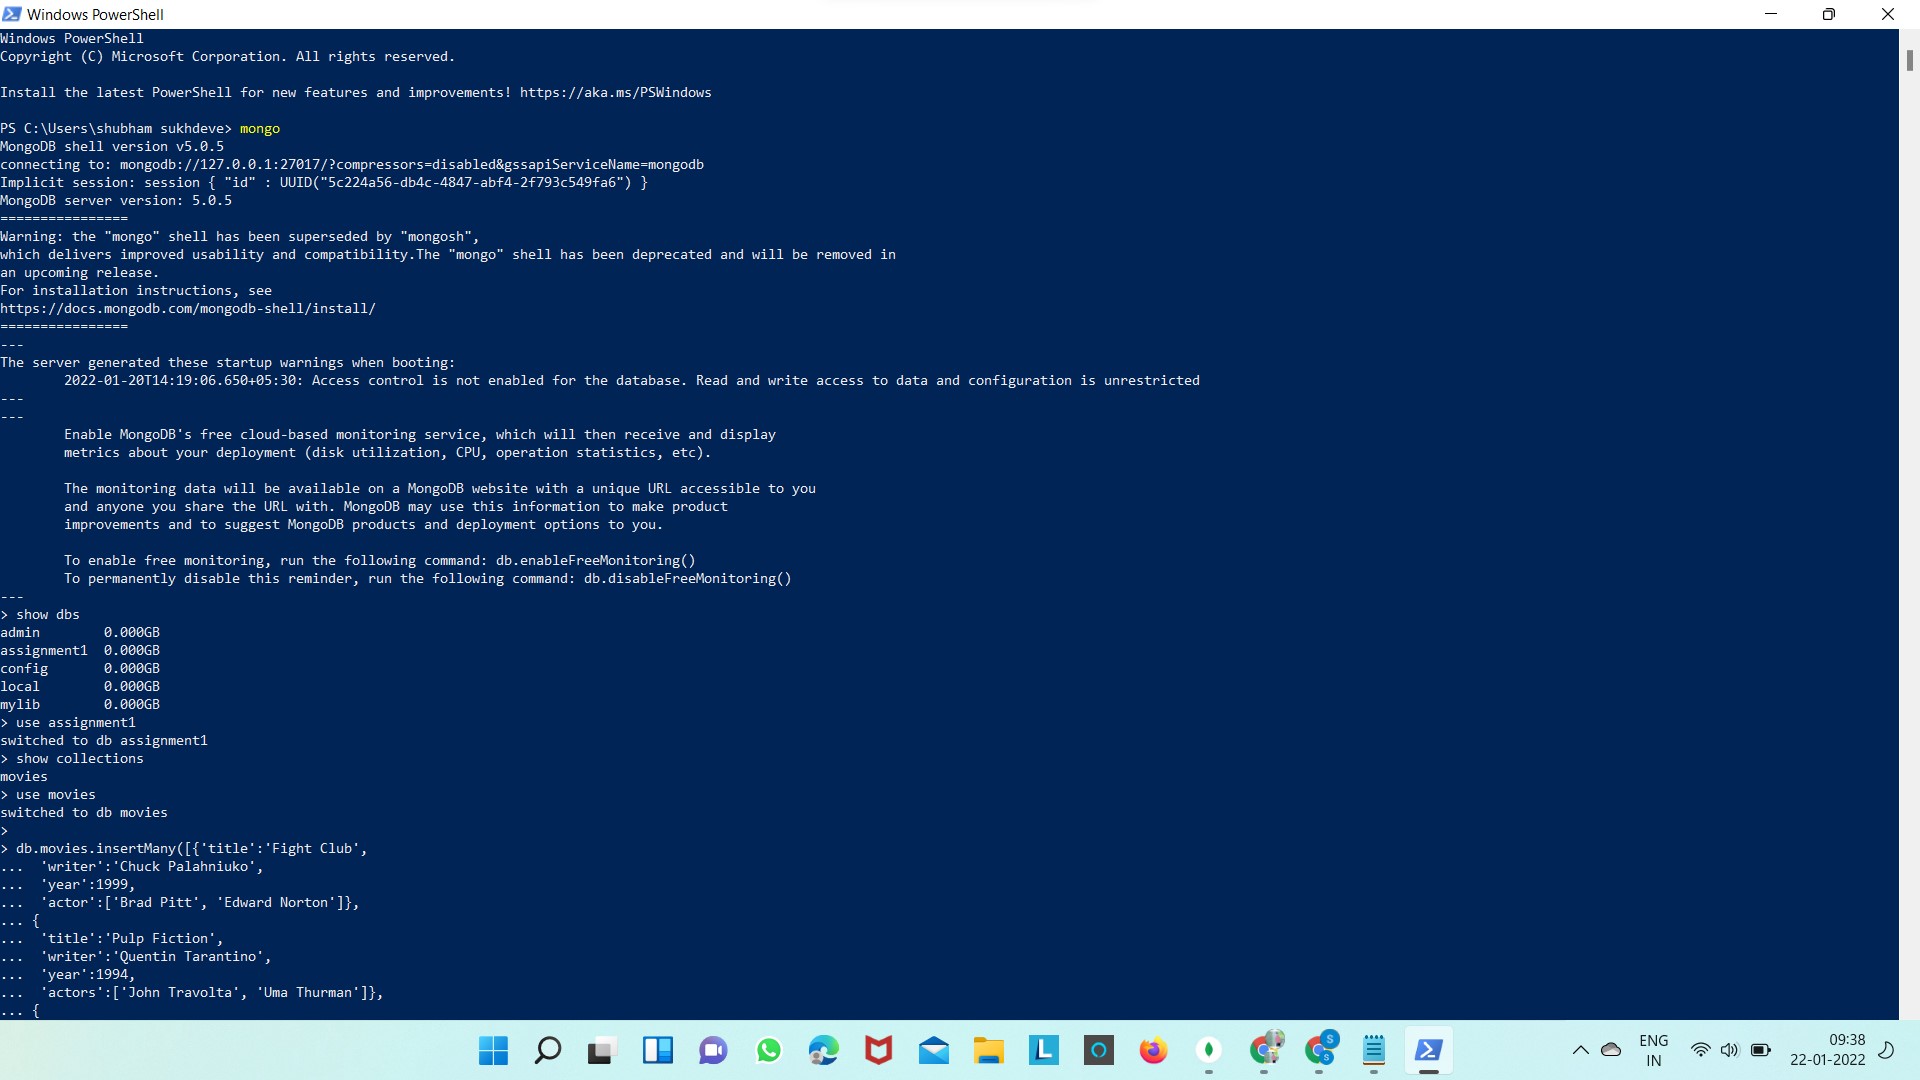 Windows PowerShell
Windows PowerShell
Copyright (C) Microsoft Corporation. All rights reserved.
Install the latest PowerShell for new features and improvements! https://aka.ms/PSWindows
PS C:\Users\shubham sukhdeve> mongo
MongoDB shell version v5.0.5
connecting to: mongodb://127.0.0.1:27017/?compressors=disabled&gssapiServiceName=mongodb
Implicit session: session { "id" : UUID("5c224a56-db4c-4847-abf4-2f793c549fa6") }
MongoDB server version: 5.0.5
================
Warning: the "mongo" shell has been superseded by "mongosh",
which delivers improved usability and compatibility.The "mongo" shell has been deprecated and will be removed in
an upcoming release.
For installation instructions, see
https://docs.mongodb.com/mongodb-shell/install/
================
---
The server generated these startup warnings when booting:
        2022-01-20T14:19:06.650+05:30: Access control is not enabled for the database. Read and write access to data and configuration is unrestricted
---
---
        Enable MongoDB's free cloud-based monitoring service, which will then receive and display
        metrics about your deployment (disk utilization, CPU, operation statistics, etc).
        The monitoring data will be available on a MongoDB website with a unique URL accessible to you
        and anyone you share the URL with. MongoDB may use this information to make product
        improvements and to suggest MongoDB products and deployment options to you.
        To enable free monitoring, run the following command: db.enableFreeMonitoring()
        To permanently disable this reminder, run the following command: db.disableFreeMonitoring()
---
> show dbs
admin        0.000GB
assignment1  0.000GB
config       0.000GB
local        0.000GB
mylib        0.000GB
> use assignment1
switched to db assignment1
> show collections
movies
> use movies
switched to db movies
>
> db.movies.insertMany([{'title':'Fight Club',
...  'writer':'Chuck Palahniuko',
...  'year':1999,
...  'actor':['Brad Pitt', 'Edward Norton']},
... {
...  'title':'Pulp Fiction',
...  'writer':'Quentin Tarantino',
...  'year':1994,
...  'actors':['John Travolta', 'Uma Thurman']},
... {
ENG
IN
09:38
22-01-2022